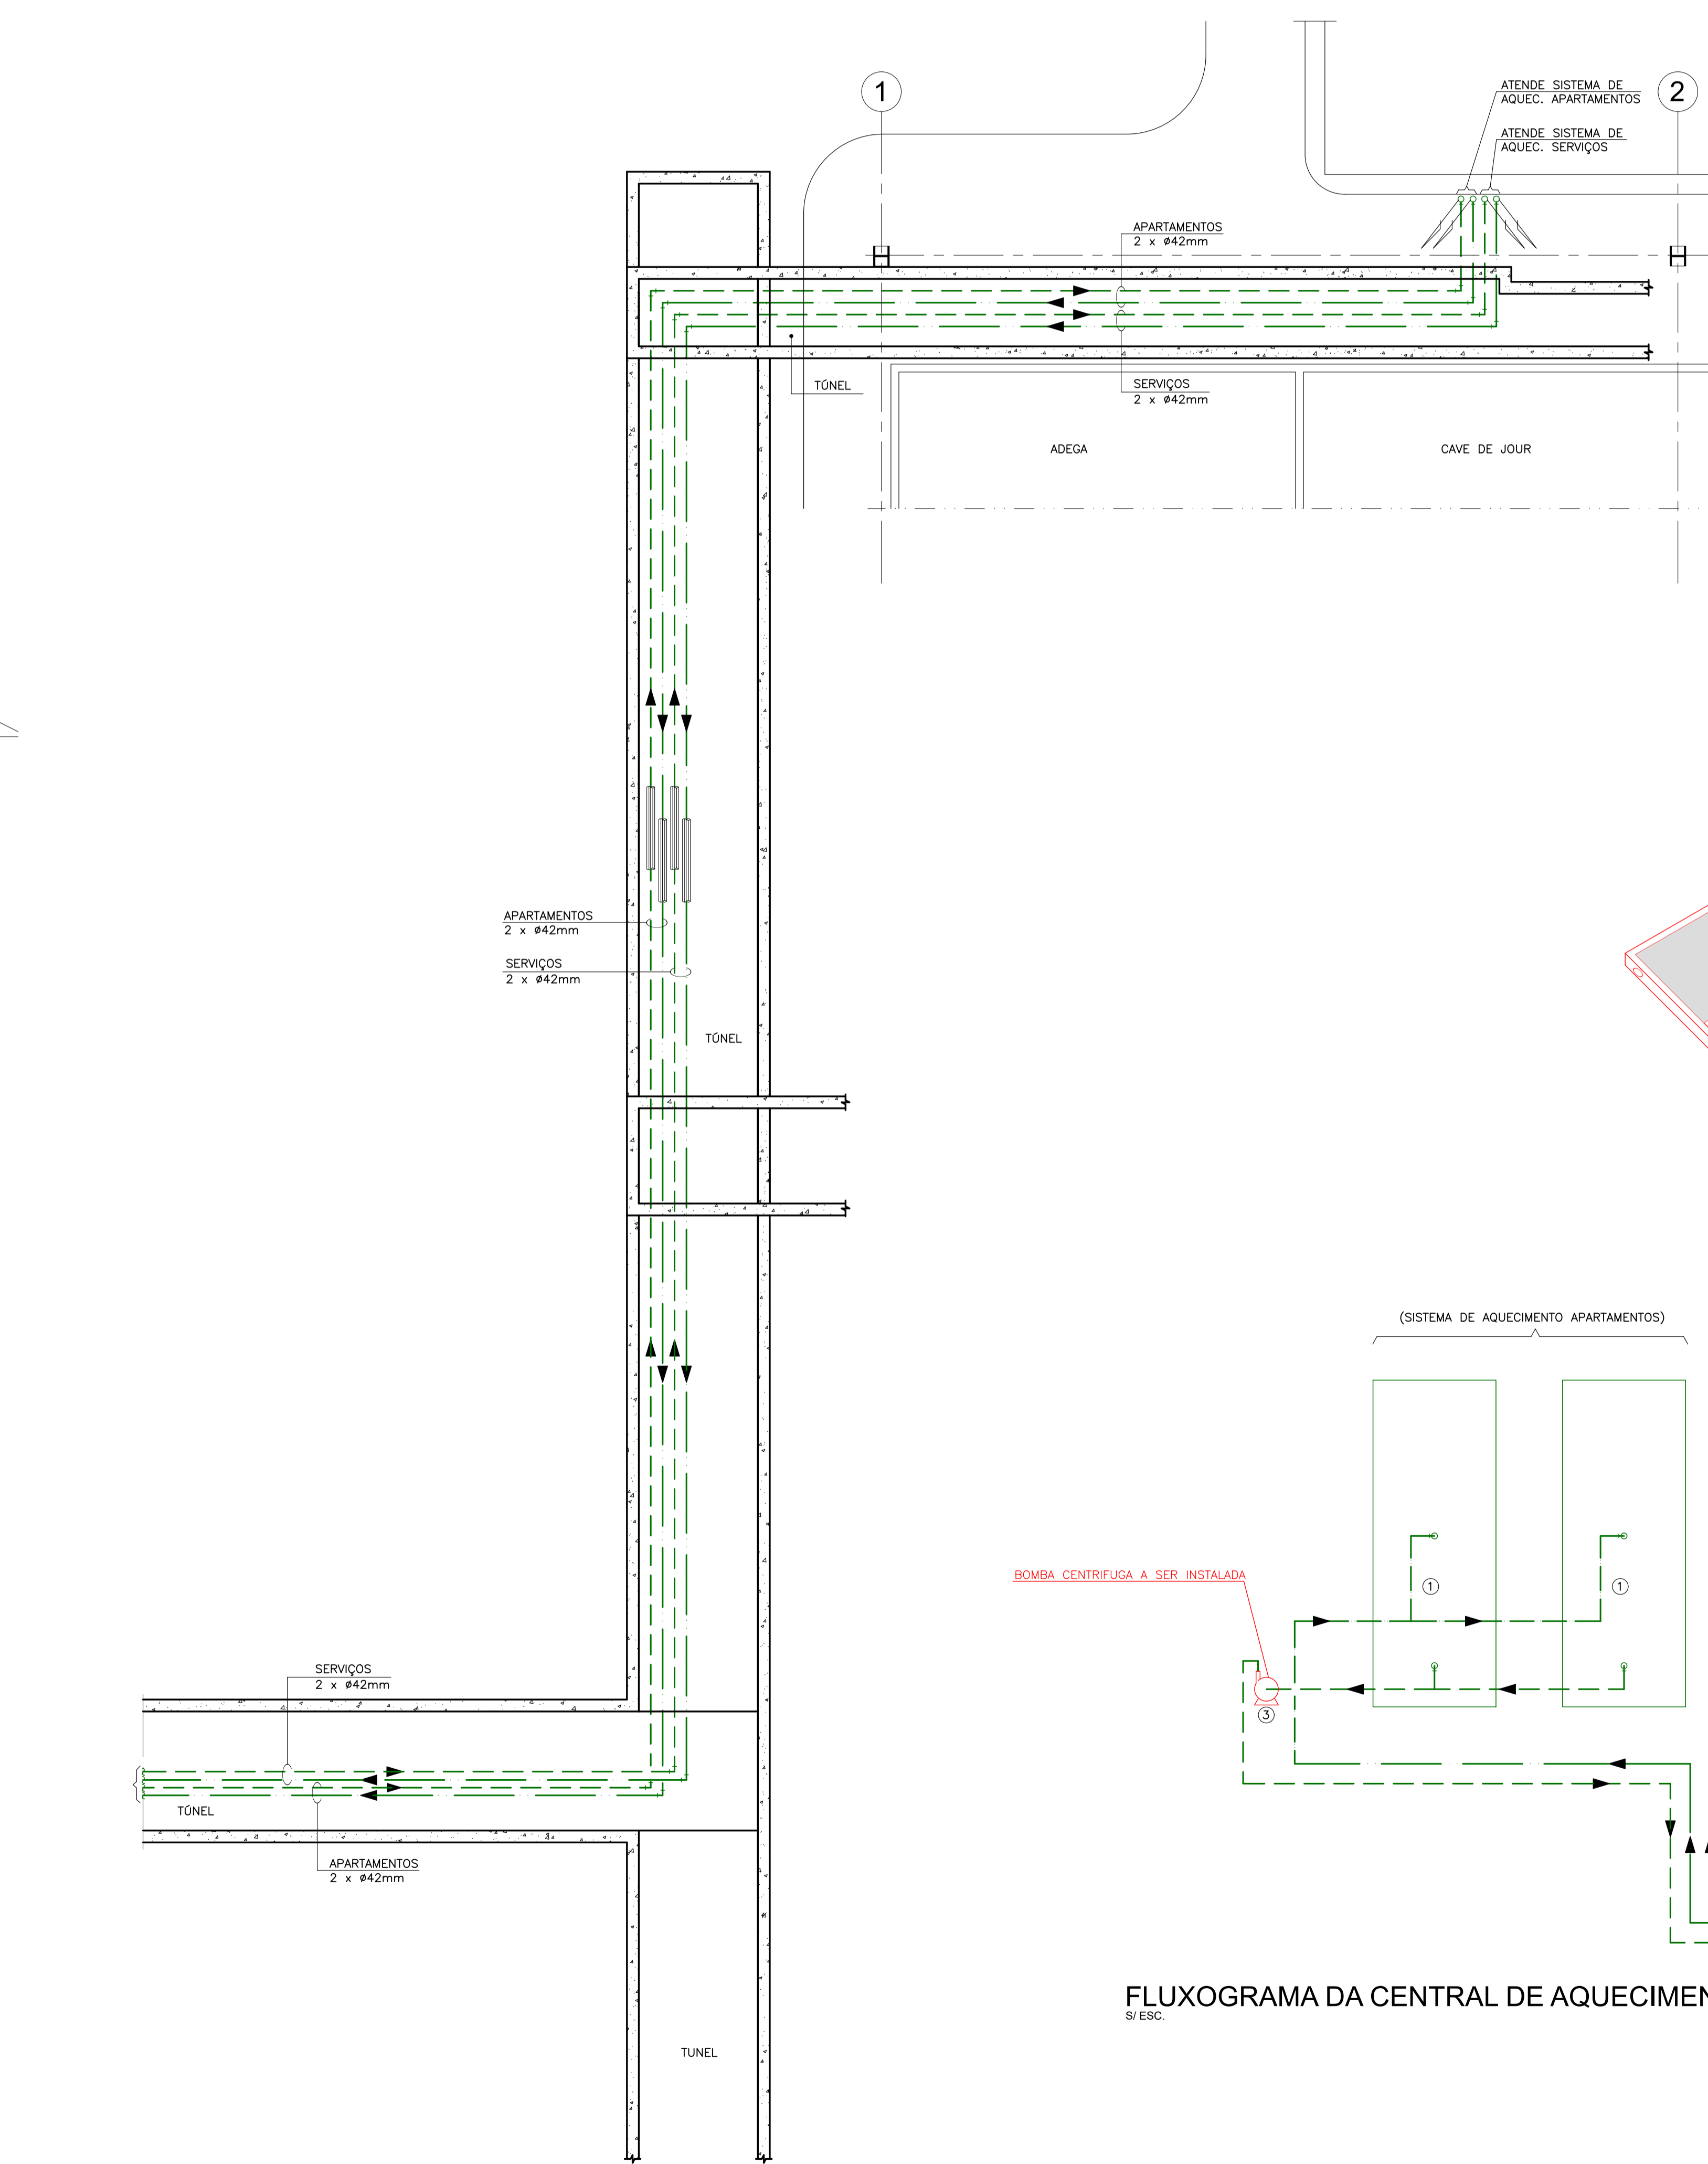 1
2
ATENDE SISTEMA DE
AQUEC. APARTAMENTOS
ATENDE SISTEMA DE
AQUEC. SERVIÇOS
APARTAMENTOS
2 x ø42mm
TÚNEL
SERVIÇOS
2 x ø42mm
ADEGA
CAVE DE JOUR
APARTAMENTOS
2 x ø42mm
SERVIÇOS
2 x ø42mm
TÚNEL
(SISTEMA DE AQUECIMENTO APARTAMENTOS)
BOMBA CENTRIFUGA A SER INSTALADA
1
1
3
SERVIÇOS
2 x ø42mm
TÚNEL
APARTAMENTOS
2 x ø42mm
FLUXOGRAMA DA CENTRAL DE AQUECIMEN
S/ ESC.
TUNEL